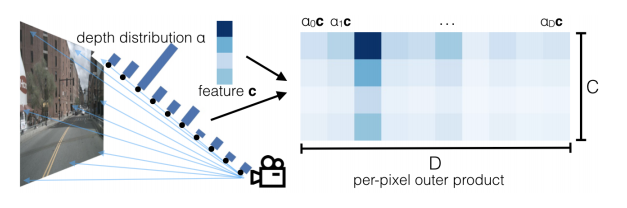 depth distribution α
feature c
α₀c α₁c ... α_Dc
C
D
per-pixel outer product